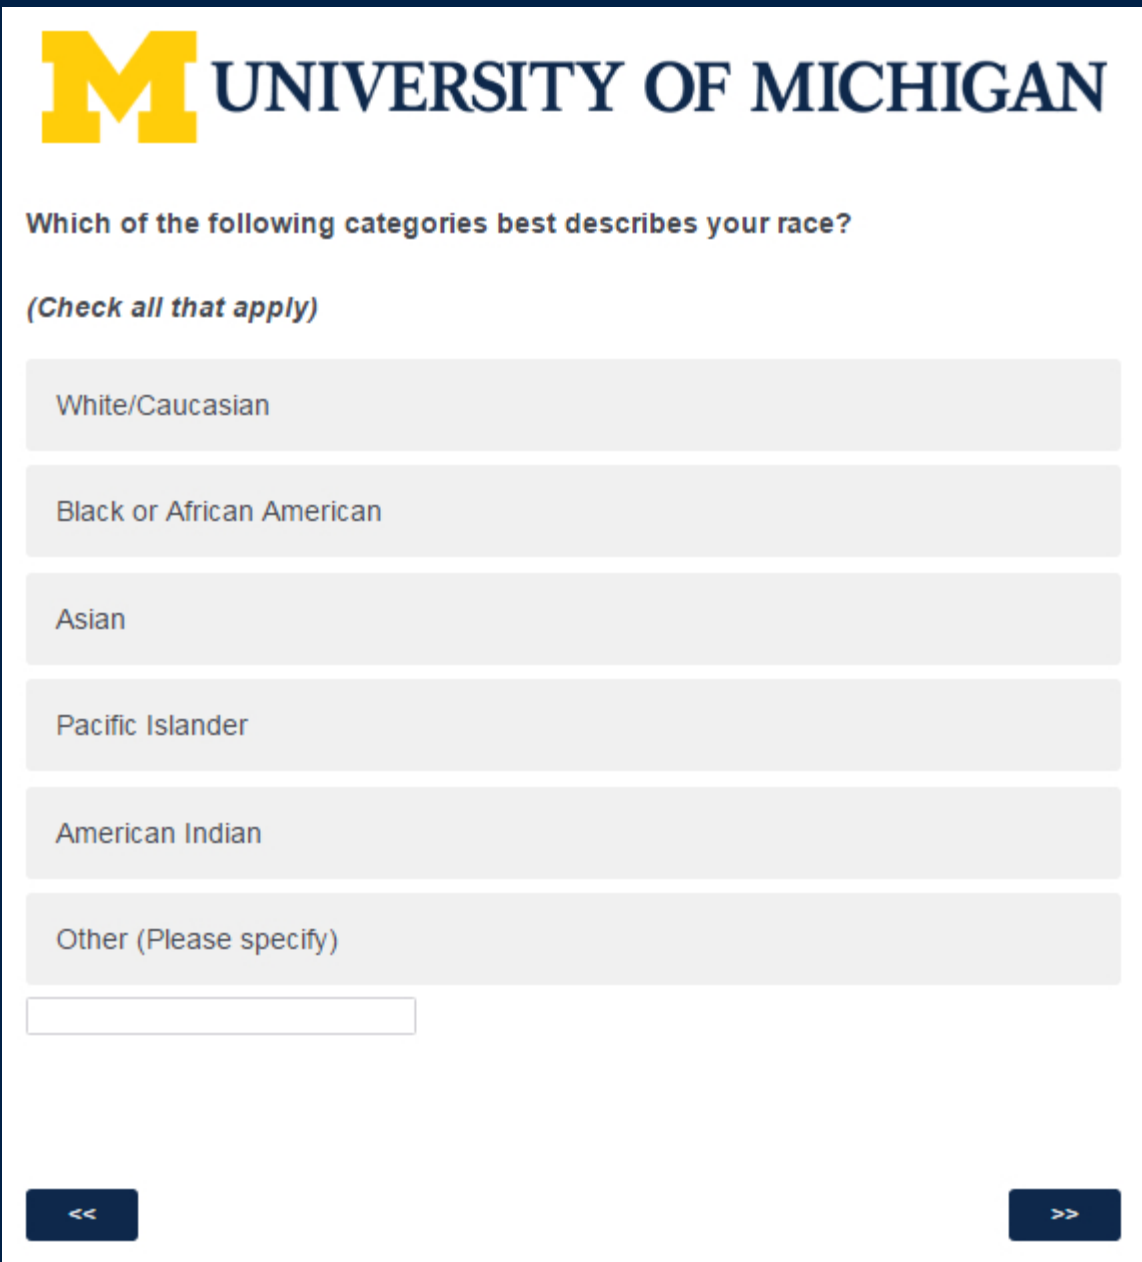 M UNIVERSITY OF MICHIGAN
Which of the following categories best describes your race?
(Check all that apply)
White/Caucasian
Black or African American
Asian
Pacific Islander
American Indian
Other (Please specify)
<< >>